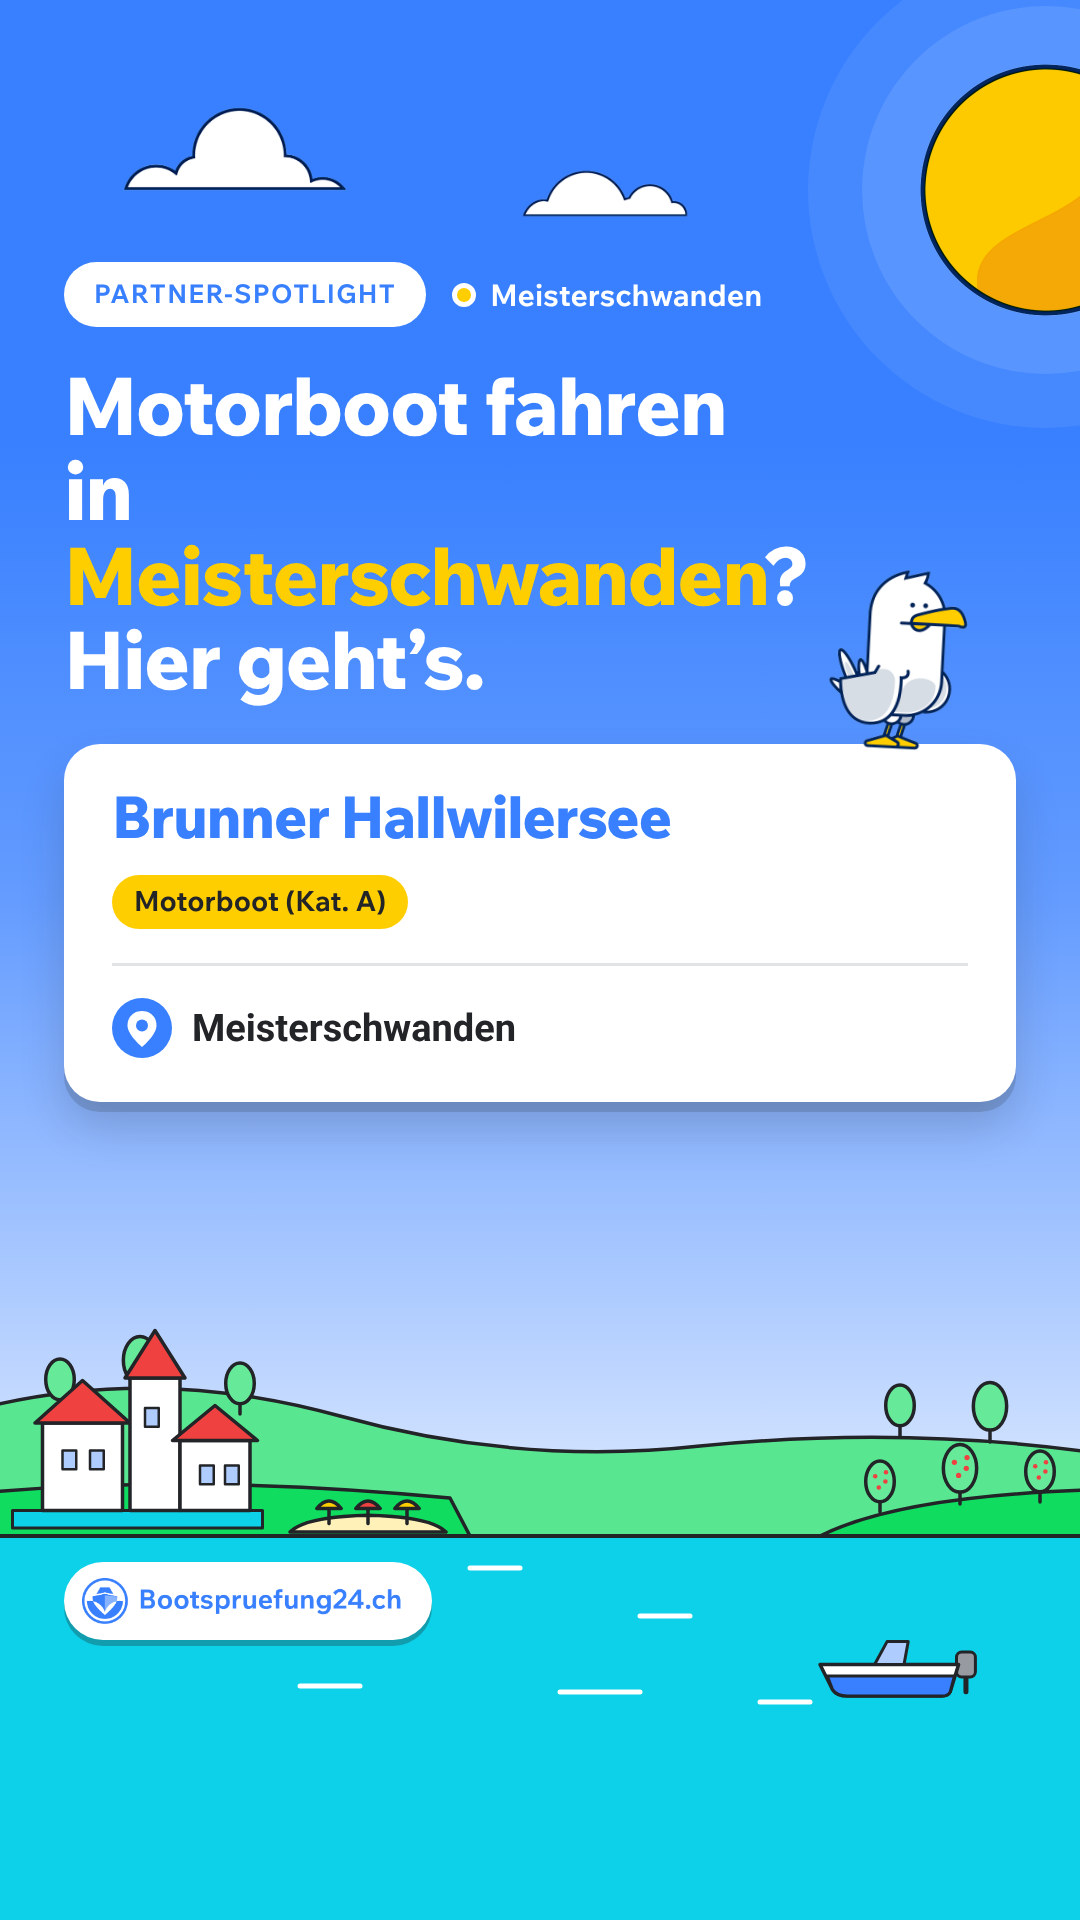 PARTNER-SPOTLIGHT
Meisterschwanden
Motorboot fahren
in
Meisterschwanden?
Hier geht’s.
Brunner Hallwilersee
Motorboot (Kat. A)
Meisterschwanden
Bootspruefung24.ch